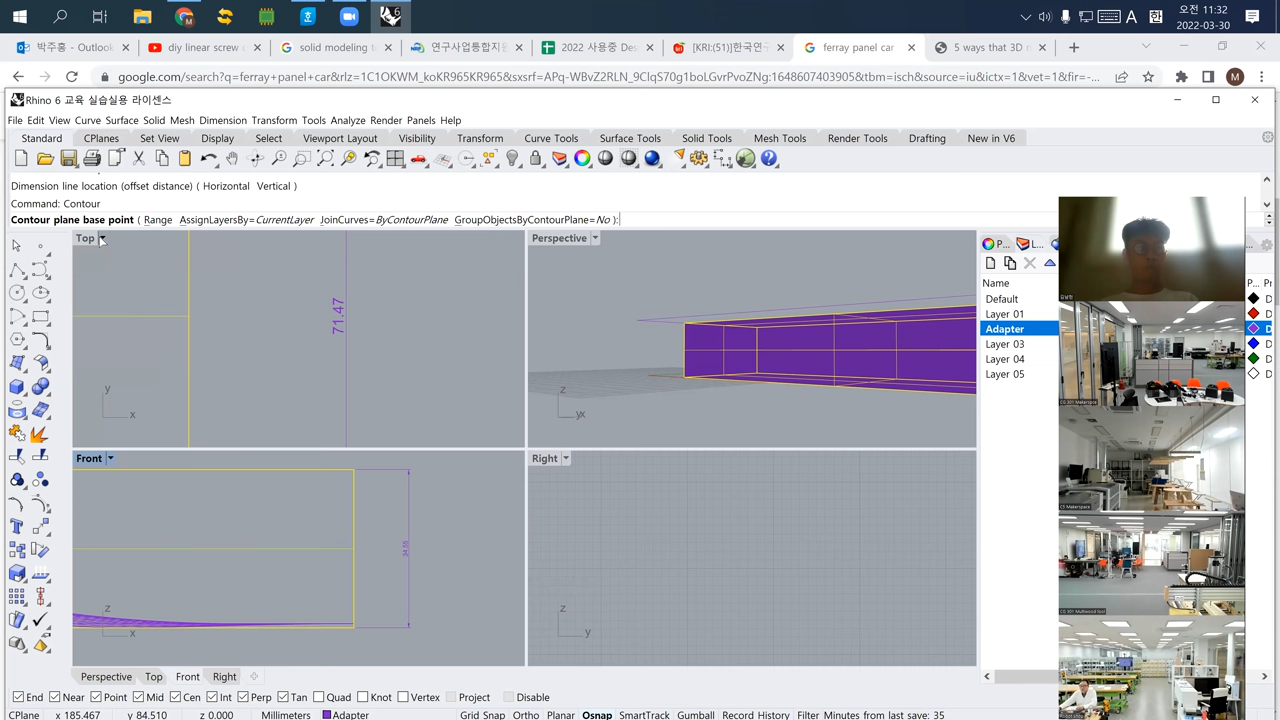 오전 11:32
2022-03-30
A 한
박주홍 - Outlook
diy linear screw c
solid modeling te
연구사업통합지원
2022 사용중 Des
[KRI:(51)]한국연구
ferray panel car
5 ways that 3D m
google.com/search?q=ferray+panel+car&rlz=1C1OKWM_koKR965KR965&sxsrf=APq-WBvZ2RLN_9ClqS70g1boLGvrPvoZNg:1648607403905&tbm=isch&source=iu&ictx=1&vet=1&fir=-...
M
Rhino 6 교육 실습실용 라이센스
File Edit View Curve Surface Solid Mesh Dimension Transform Tools Analyze Render Panels Help
Standard CPlanes Set View Display Select Viewport Layout Visibility Transform Curve Tools Surface Tools Solid Tools Mesh Tools Render Tools Drafting New in V6
Dimension line location (offset distance) ( Horizontal Vertical )
Command: Contour
Contour plane base point ( Range AssignLayersBy=CurrentLayer JoinCurves=ByContourPlane GroupObjectsByContourPlane=No ):
Top
71.47
y
x
Perspective
z
yx
Front
z
x
Right
z
y
P... L...
Name P... P
Default D
Layer 01 D
Adapter D
Layer 03 D
Layer 04 D
Layer 05 D
Perspective Top Front Right
End Near Point Mid Cen Int Perp Tan Quad Knot Vertex Project Disable
CPlane x 185.467 y 84.510 z 0.000 Millimeters Adapter Grid Snap Ortho Planar Osnap SmartTrack Gumball Record History Filter Minutes from last save: 35